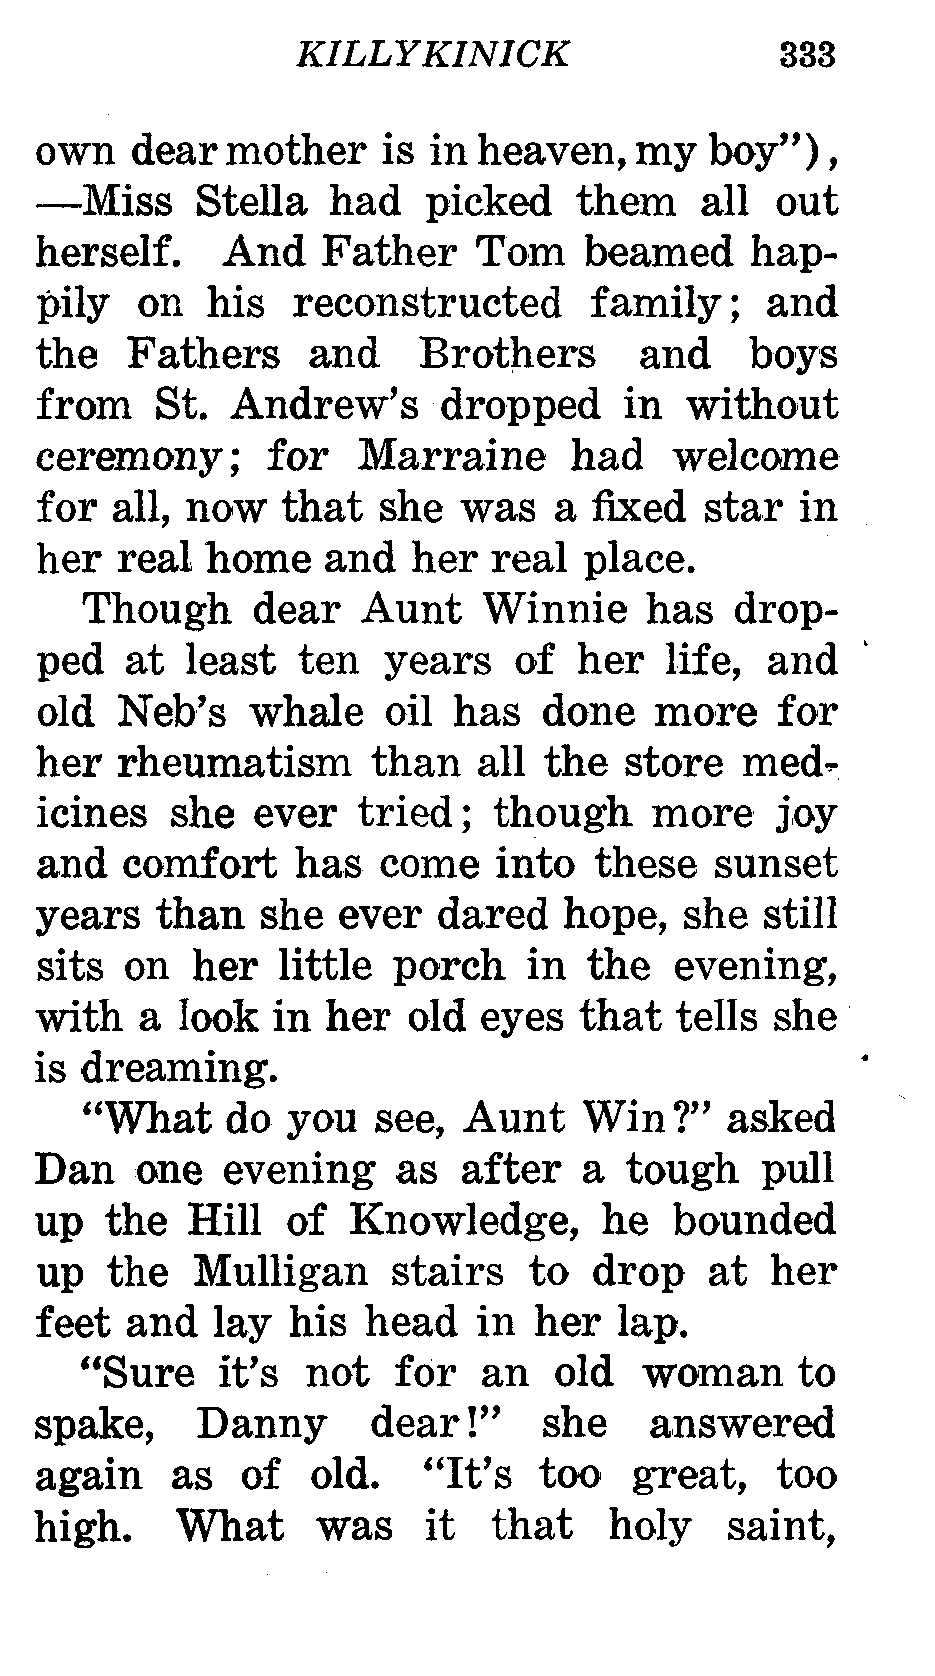 KILLYKINICK 333
own dear mother is in heaven, my boy"),
—Miss Stella had picked them all out
herself. And Father Tom beamed hap-
pily on his reconstructed family; and
the Fathers and Brothers and boys
from St. Andrew's dropped in without
ceremony; for Marraine had welcome
for all, now that she was a fixed star in
her real home and her real place.
Though dear Aunt Winnie has drop-
ped at least ten years of her life, and
old Neb's whale oil has done more for
her rheumatism than all the store med-
icines she ever tried; though more joy
and comfort has come into these sunset
years than she ever dared hope, she still
sits on her little porch in the evening,
with a look in her old eyes that tells she
is dreaming.
"What do you see, Aunt Win?" asked
Dan one evening as after a tough pull
up the Hill of Knowledge, he bounded
up the Mulligan stairs to drop at her
feet and lay his head in her lap.
"Sure it's not for an old woman to
spake, Danny dear!" she answered
again as of old. "It's too great, too
high. What was it that holy saint,